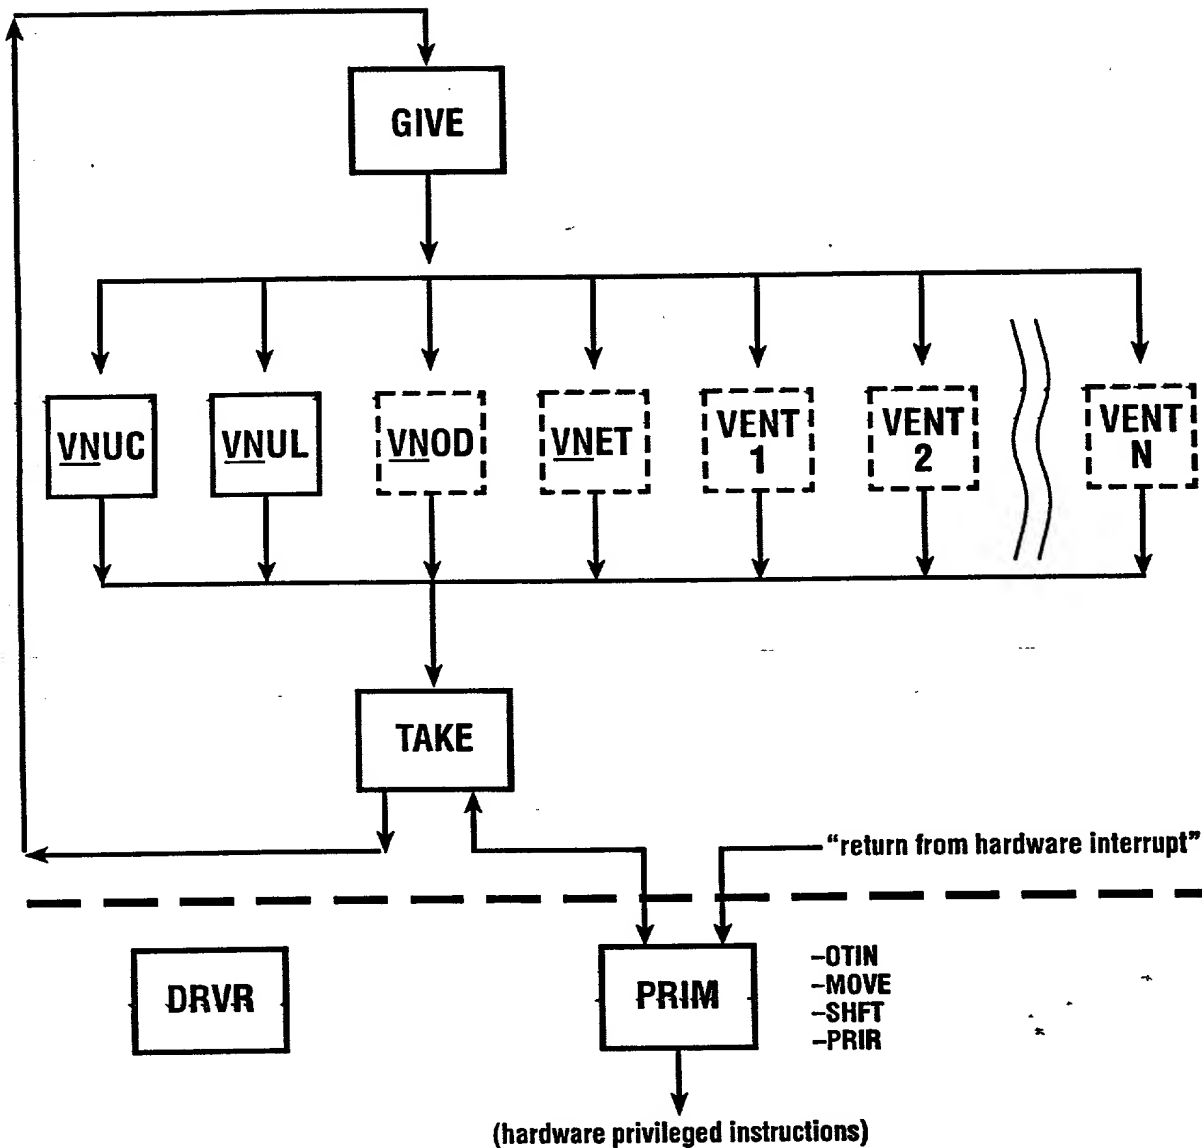 GIVE
VNUC
VNUL
VNOD
VNET
VENT
1
VENT
2
VENT
N
TAKE
"return from hardware interrupt"
DRVR
PRIM
–OTIN
–MOVE
–SHFT
–PRIR
(hardware privileged instructions)